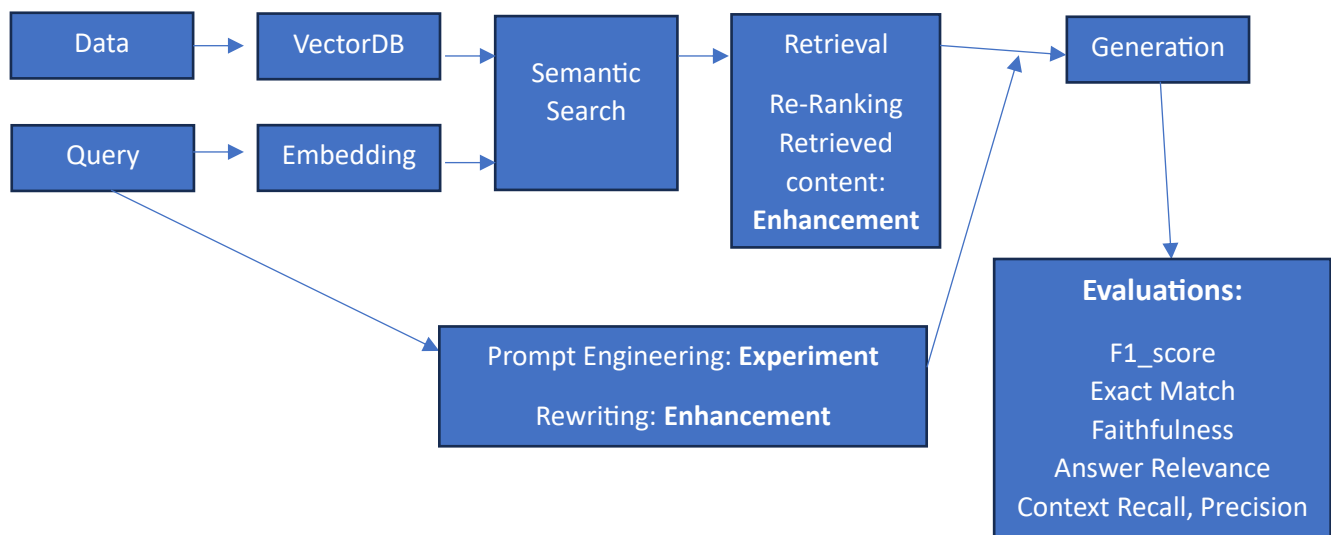 Data
VectorDB
Semantic
Search
Retrieval
Re-Ranking
Retrieved
content:
Enhancement
Generation
Query
Embedding
Prompt Engineering: Experiment
Rewriting: Enhancement
Evaluations:
F1_score
Exact Match
Faithfulness
Answer Relevance
Context Recall, Precision